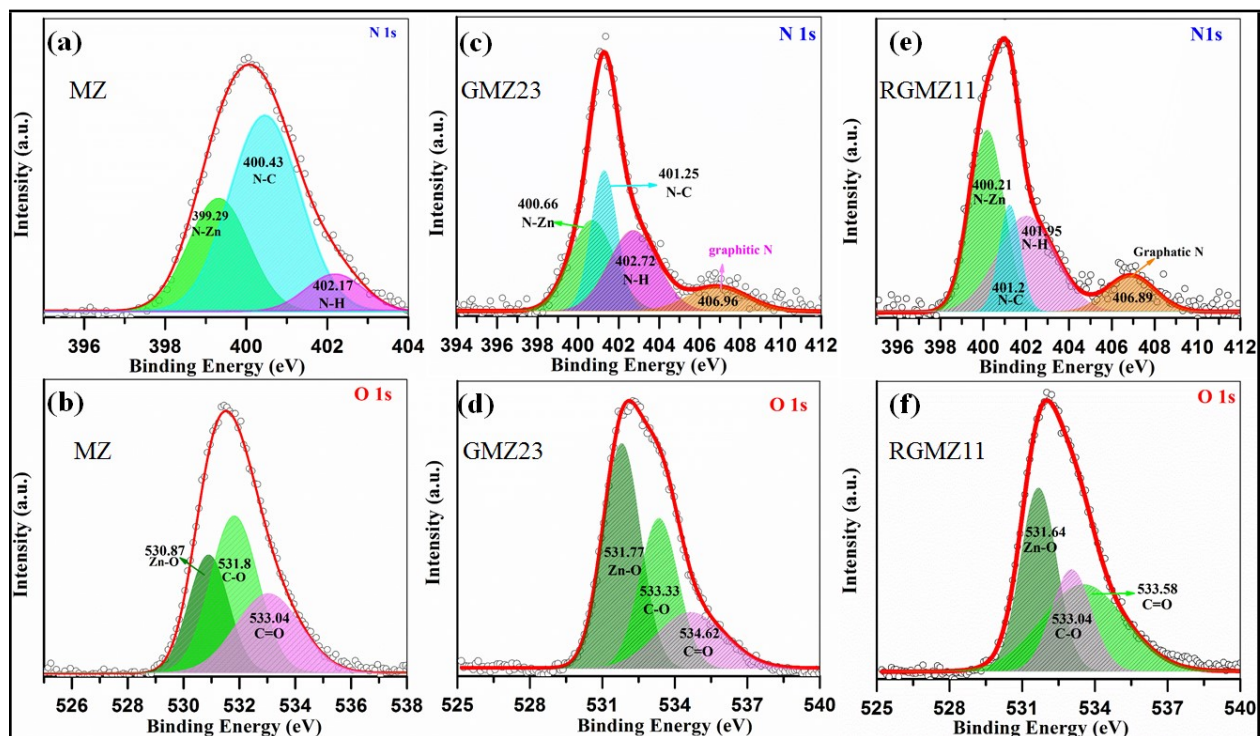 (a)
N 1s
MZ
399.29
N-Zn
400.43
N-C
402.17
N-H
Intensity (a.u.)
396 398 400 402 404
Binding Energy (eV)
(c)
N 1s
GMZ23
400.66
N-Zn
401.25
N-C
402.72
N-H
graphitic N
406.96
Intensity (a.u.)
394 396 398 400 402 404 406 408 410 412
Binding Energy (eV)
(e)
N1s
RGMZ11
400.21
N-Zn
401.2
N-C
401.95
N-H
Graphatic N
406.89
Intensity (a.u.)
396 398 400 402 404 406 408 410 412
Binding Energy (eV)
(b)
O 1s
MZ
530.87
Zn-O
531.8
C-O
533.04
C=O
Intensity (a.u.)
526 528 530 532 534 536 538
Binding Energy (eV)
(d)
O 1s
GMZ23
531.77
Zn-O
533.33
C-O
534.62
C=O
Intensity (a.u.)
525 528 531 534 537 540
Binding Energy (eV)
(f)
O 1s
RGMZ11
531.64
Zn-O
533.04
C-O
533.58
C=O
Intensity (a.u.)
525 528 531 534 537 540
Binding Energy (eV)